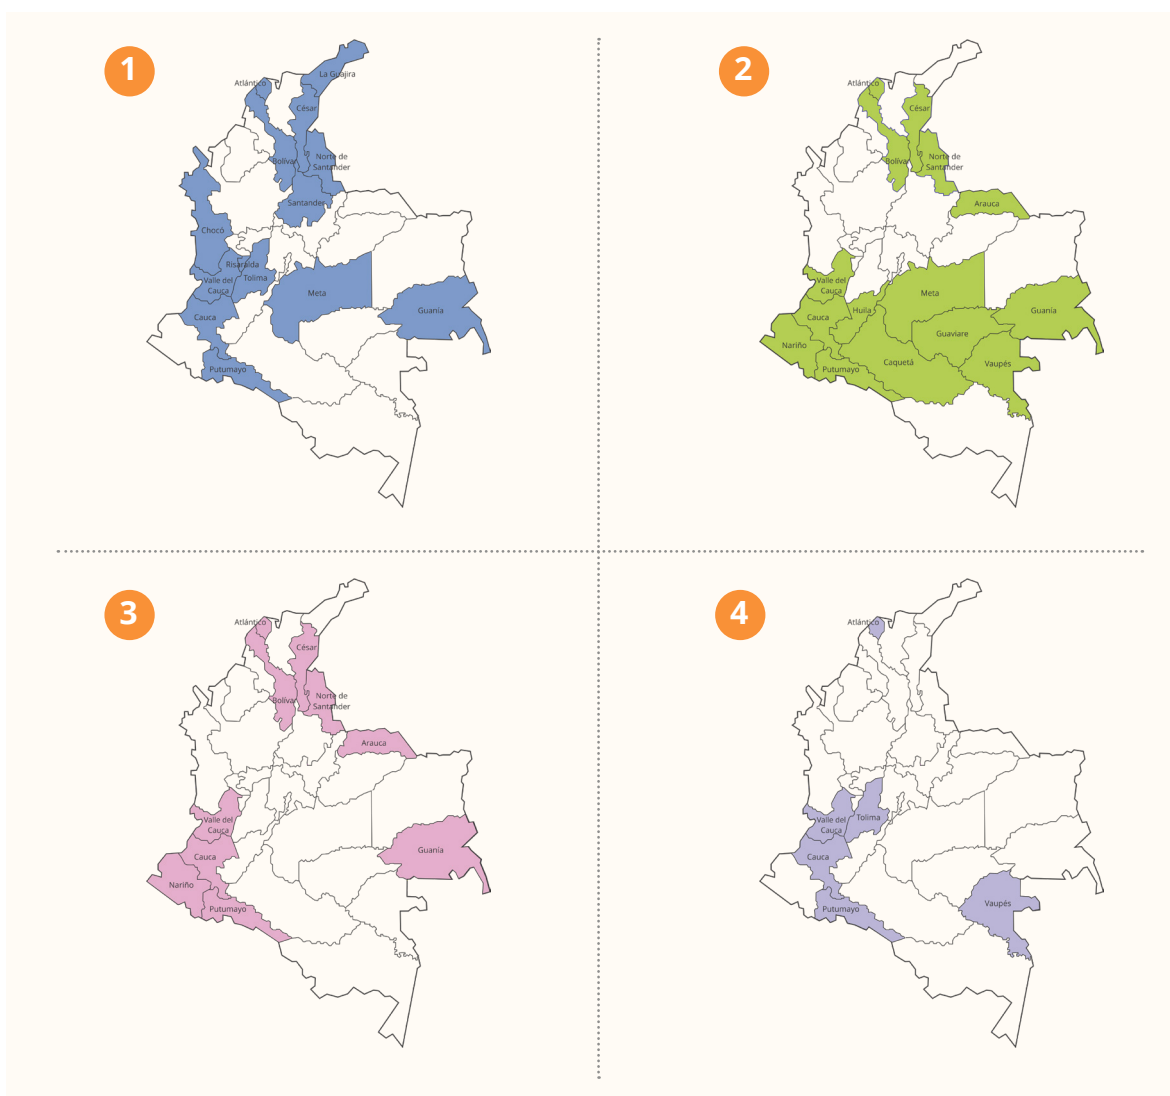 1
Atlántico
La Guajira
César
Bolívar
Norte de
Santander
Santander
Chocó
Risaralda
Valle del
Cauca
Tolima
Meta
Cauca
Guanía
Putumayo
2
Atlántico
César
Bolívar
Norte de
Santander
Arauca
Valle del
Cauca
Meta
Cauca
Huila
Guanía
Guaviare
Nariño
Caquetá
Vaupés
Putumayo
3
Atlántico
César
Bolívar
Norte de
Santander
Arauca
Valle del
Cauca
Cauca
Guanía
Nariño
Putumayo
4
Atlántico
Valle del
Cauca
Tolima
Cauca
Vaupés
Putumayo